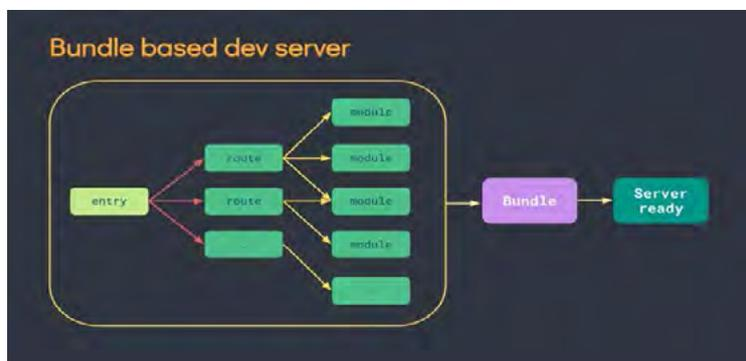 Bundle based dev server
module
route
module
entry
route
module
Bundle
Server
ready
module